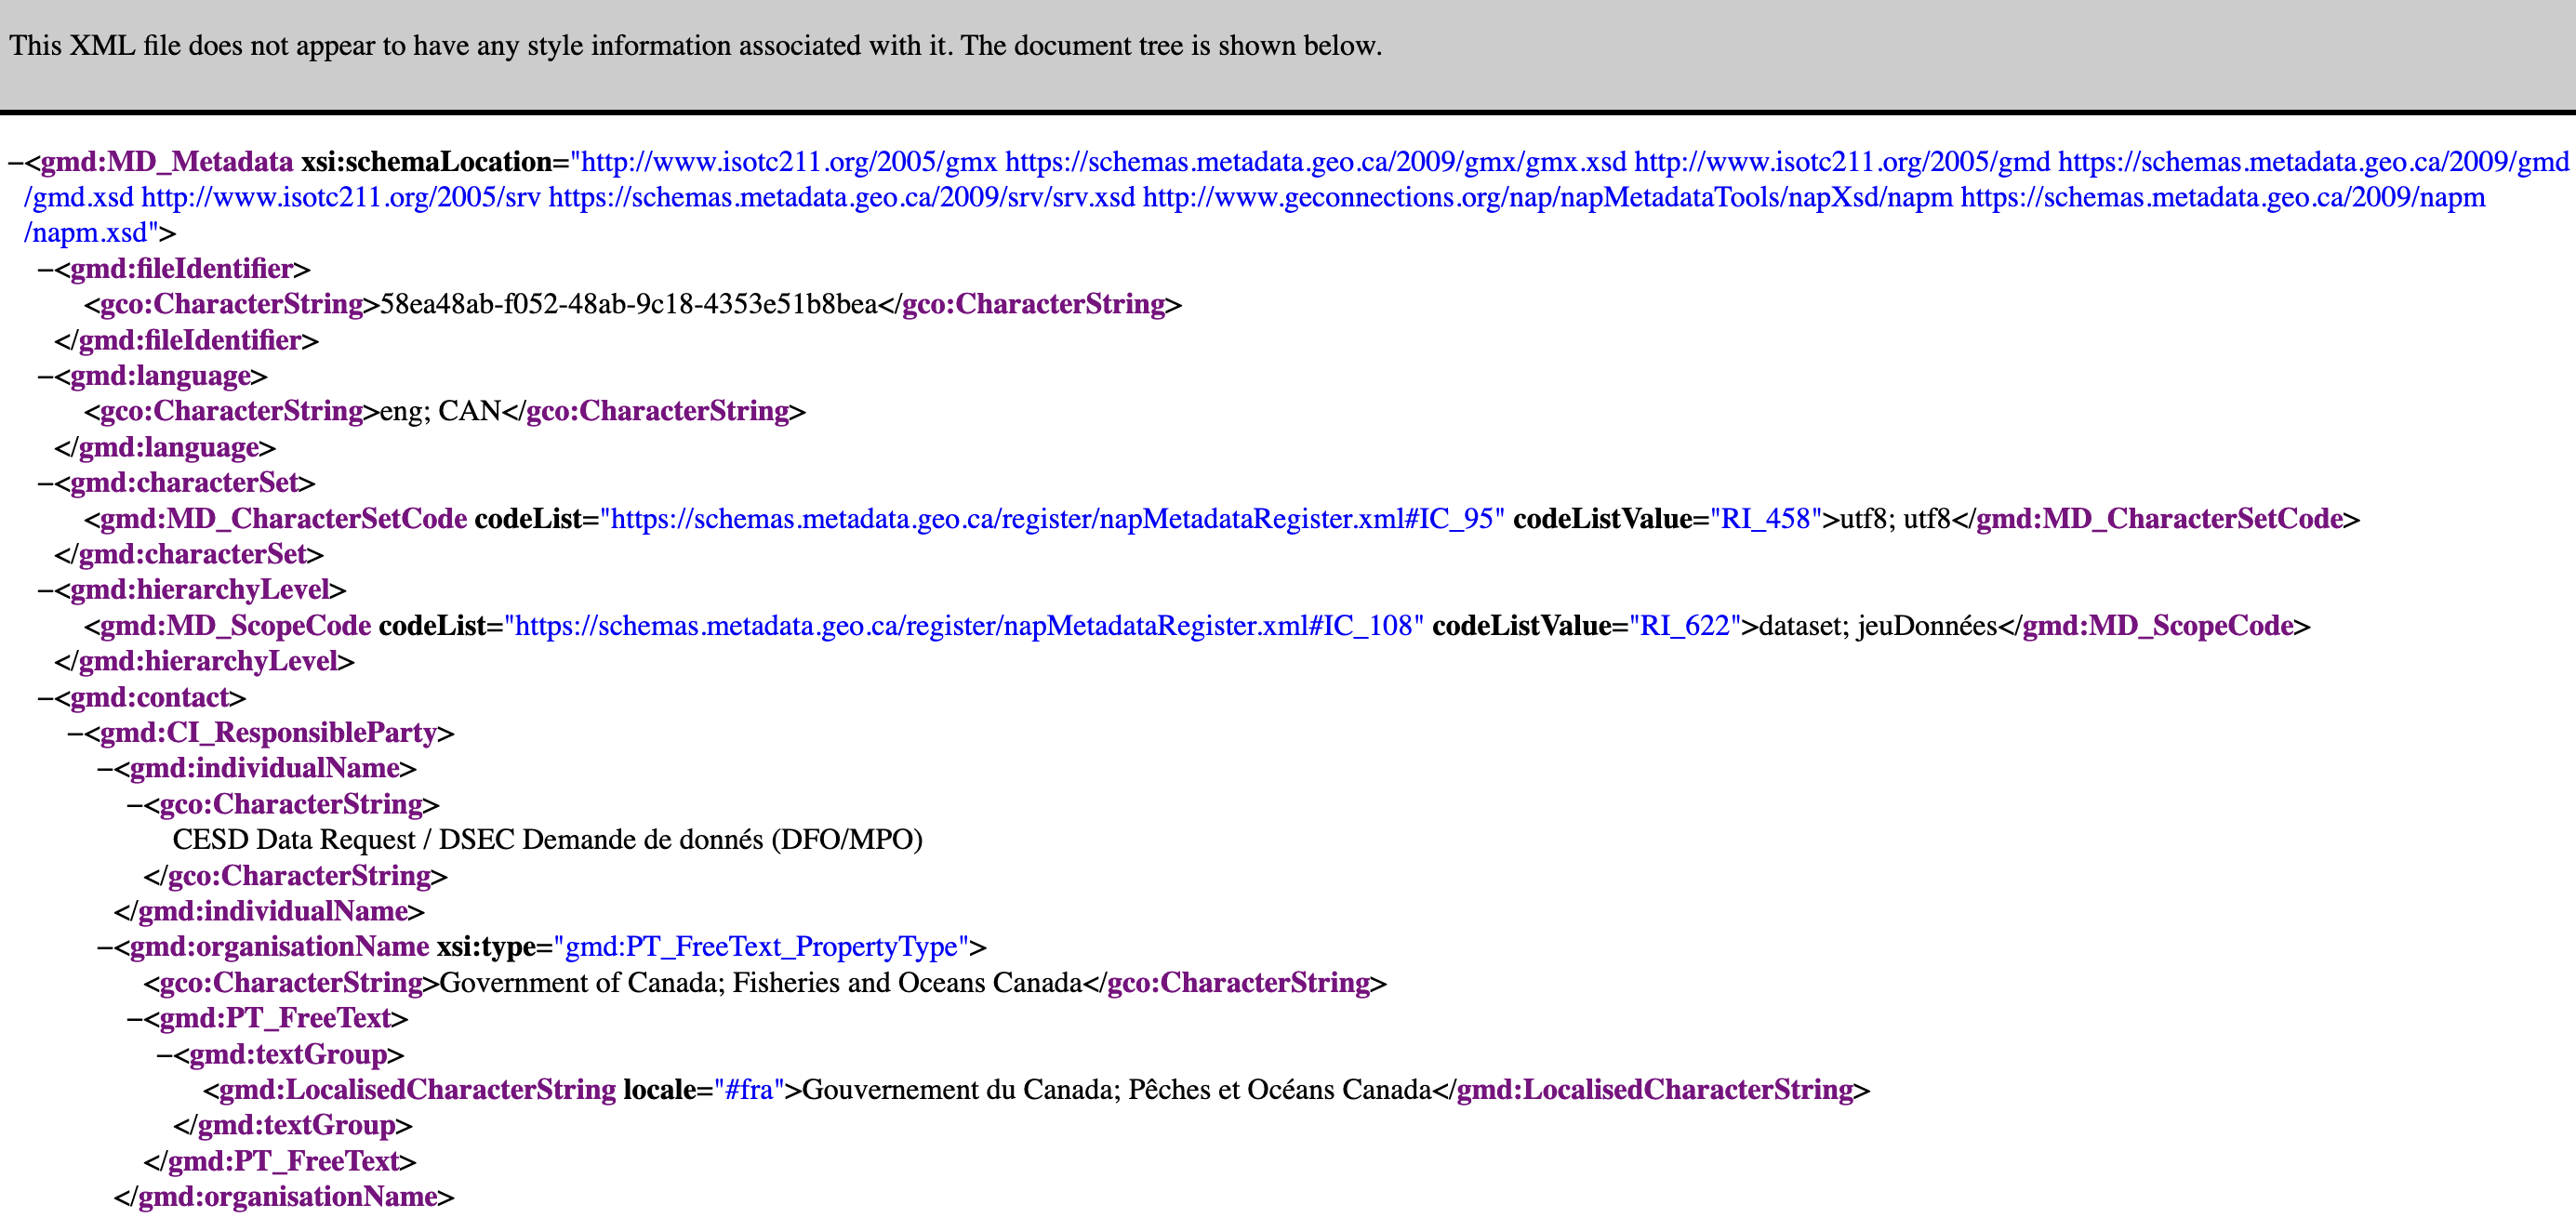 This XML file does not appear to have any style information associated with it. The document tree is shown below.
–<gmd:MD_Metadata xsi:schemaLocation="http://www.isotc211.org/2005/gmx https://schemas.metadata.geo.ca/2009/gmx/gmx.xsd http://www.isotc211.org/2005/gmd https://schemas.metadata.geo.ca/2009/gmd
/gmd.xsd http://www.isotc211.org/2005/srv https://schemas.metadata.geo.ca/2009/srv/srv.xsd http://www.geconnections.org/nap/napMetadataTools/napXsd/napm https://schemas.metadata.geo.ca/2009/napm
/napm.xsd">
–<gmd:fileIdentifier>
<gco:CharacterString>58ea48ab-f052-48ab-9c18-4353e51b8bea</gco:CharacterString>
</gmd:fileIdentifier>
–<gmd:language>
<gco:CharacterString>eng; CAN</gco:CharacterString>
</gmd:language>
–<gmd:characterSet>
<gmd:MD_CharacterSetCode codeList="https://schemas.metadata.geo.ca/register/napMetadataRegister.xml#IC_95" codeListValue="RI_458">utf8; utf8</gmd:MD_CharacterSetCode>
</gmd:characterSet>
–<gmd:hierarchyLevel>
<gmd:MD_ScopeCode codeList="https://schemas.metadata.geo.ca/register/napMetadataRegister.xml#IC_108" codeListValue="RI_622">dataset; jeuDonnées</gmd:MD_ScopeCode>
</gmd:hierarchyLevel>
–<gmd:contact>
–<gmd:CI_ResponsibleParty>
–<gmd:individualName>
–<gco:CharacterString>
CESD Data Request / DSEC Demande de donnés (DFO/MPO)
</gco:CharacterString>
</gmd:individualName>
–<gmd:organisationName xsi:type="gmd:PT_FreeText_PropertyType">
<gco:CharacterString>Government of Canada; Fisheries and Oceans Canada</gco:CharacterString>
–<gmd:PT_FreeText>
–<gmd:textGroup>
<gmd:LocalisedCharacterString locale="#fra">Gouvernement du Canada; Pêches et Océans Canada</gmd:LocalisedCharacterString>
</gmd:textGroup>
</gmd:PT_FreeText>
</gmd:organisationName>